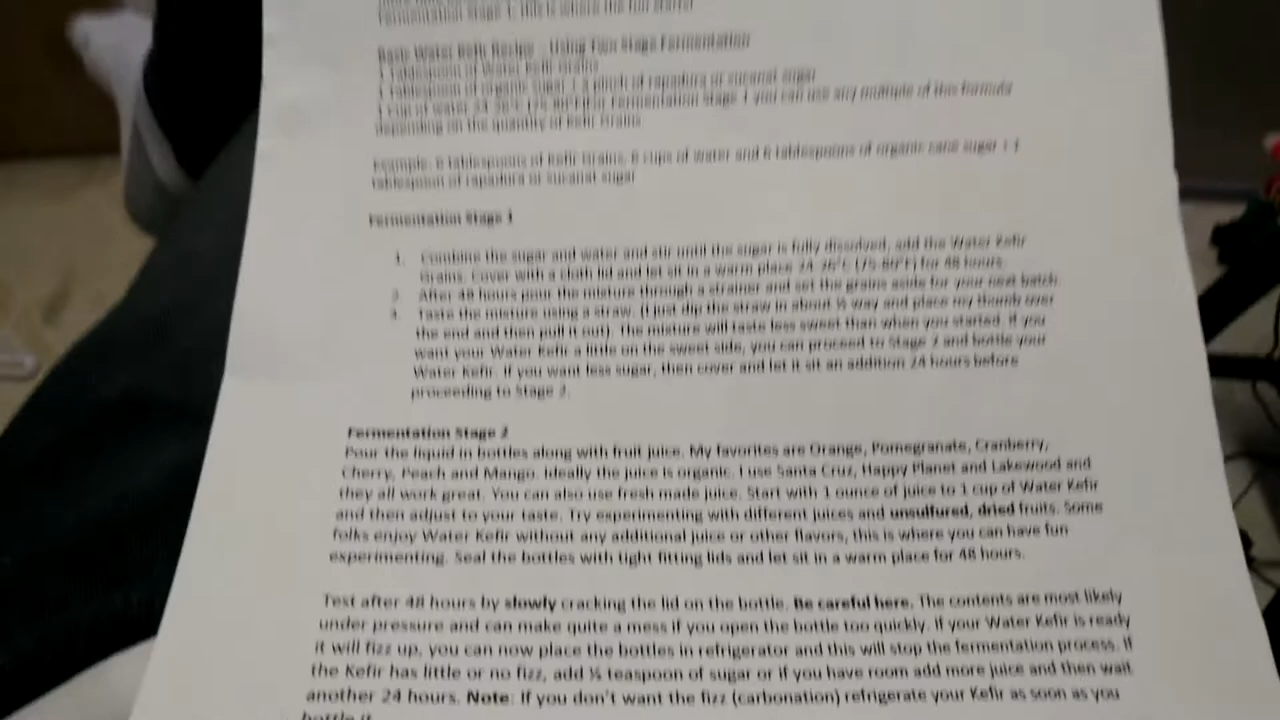 Fermentation Stage 1, this is where the fun starts!
Basic Water Kefir Recipe - Using Two Stage Fermentation
1 Tablespoon of Water Kefir Grains
1 Tablespoon of organic sugar + a pinch of rapadura or sucanat sugar
1 cup of water 24-26°C (75-80°F)for Fermentation Stage 1 you can use any multiple of this formula
depending on the quantity of Kefir Grains
Example: 6 tablespoons of Kefir Grains, 6 cups of water and 6 tablespoons of organic cane sugar + 1
tablespoon of rapadura or sucanat sugar
Fermentation Stage 1
1. Combine the sugar and water and stir until the sugar is fully dissolved, add the Water Kefir
Grains. Cover with a cloth lid and let sit in a warm place 24-26°C (75-80°F) for 48 hours.
2. After 48 hours pour the mixture through a strainer and set the grains aside for your next batch.
Taste the mixture using a straw. (I just dip the straw in about ½ way and place my thumb over
the end and then pull it out). The mixture will taste less sweet than when you started. If you
want your Water Kefir a little on the sweet side, you can proceed to Stage 2 and bottle your
Water Kefir. If you want less sugar, then cover and let it sit an addition 24 hours before
proceeding to Stage 2.
Fermentation Stage 2
Pour the liquid in bottles along with fruit juice. My favorites are Orange, Pomegranate, Cranberry,
Cherry, Peach and Mango. Ideally the juice is organic. I use Santa Cruz, Happy Planet and Lakewood and
they all work great. You can also use fresh made juice. Start with 1 ounce of juice to 1 cup of Water Kefir
and then adjust to your taste. Try experimenting with different juices and unsulfured, dried fruits. Some
folks enjoy Water Kefir without any additional juice or other flavors, this is where you can have fun
experimenting. Seal the bottles with tight fitting lids and let sit in a warm place for 48 hours.
Test after 48 hours by slowly cracking the lid on the bottle. Be careful here. The contents are most likely
under pressure and can make quite a mess if you open the bottle too quickly. If your Water Kefir is ready
it will fizz up, you can now place the bottles in refrigerator and this will stop the fermentation process. If
the Kefir has little or no fizz, add ¼ teaspoon of sugar or if you have room add more juice and then wait
another 24 hours. Note: If you don't want the fizz (carbonation) refrigerate your Kefir as soon as you
bottle it